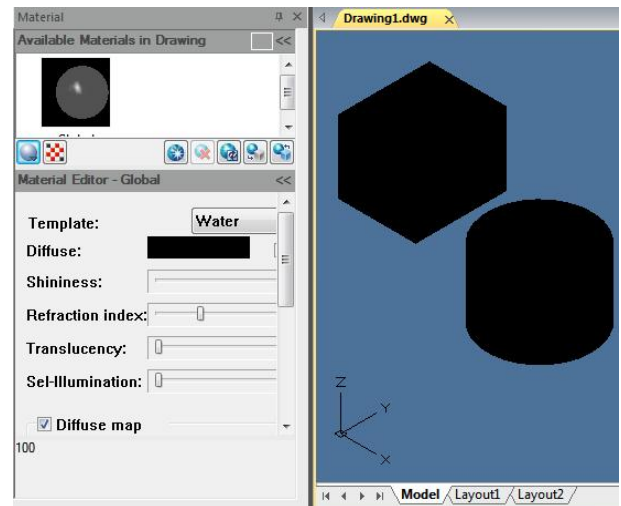 Material
Drawing1.dwg
Available Materials in Drawing
<<
Material Editor - Global
<<
Template:
Water
Diffuse:
Shininess:
Refraction index:
Translucency:
Sel-Illumination:
Diffuse map
100
Z
Y
X
Model
Layout1
Layout2